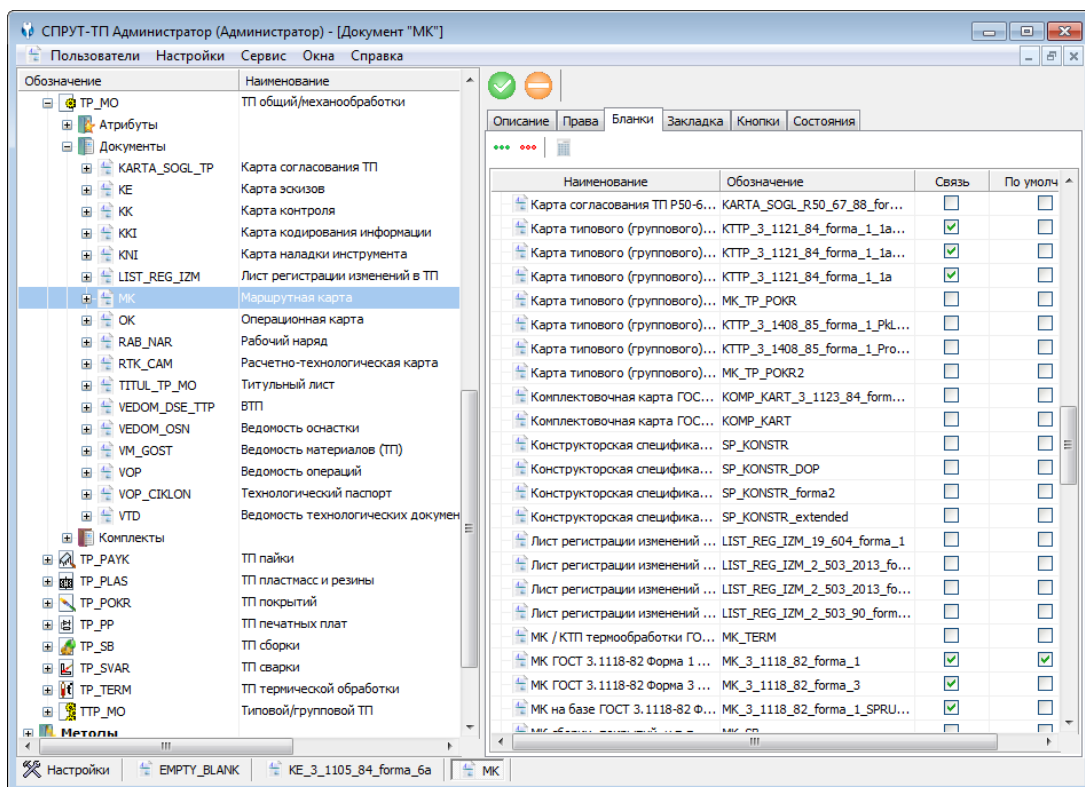 СПРУТ-ТП Администратор (Администратор) - [Документ "МК"]
Пользователи Настройки Сервис Окна Справка
Обозначение Наименование
TP_MO ТП общий/механообработки
Атрибуты
Документы
KARTA_SOGL_TP Карта согласования ТП
KE Карта эскизов
KK Карта контроля
KKI Карта кодирования информации
KNI Карта наладки инструмента
LIST_REG_IZM Лист регистрации изменений в ТП
MK Маршрутная карта
OK Операционная карта
RAB_NAR Рабочий наряд
RTK_CAM Расчетно-технологическая карта
TITUL_TP_MO Титульный лист
VEDOM_DSE_TTP ВТП
VEDOM_OSN Ведомость оснастки
VM_GOST Ведомость материалов (ТП)
VOP Ведомость операций
VOP_CIKLON Технологический паспорт
VTD Ведомость технологических докумен
Комплекты
TP_PAYK ТП пайки
TP_PLAS ТП пластмасс и резины
TP_POKR ТП покрытий
TP_PP ТП печатных плат
TP_SB ТП сборки
TP_SVAR ТП сварки
TP_TERM ТП термической обработки
TTP_MO Типовой/групповой ТП
Методы
Описание Права Бланки Закладка Кнопки Состояния
Наименование Обозначение Связь По умолч
Карта согласования ТП Р50-6... KARTA_SOGL_R50_67_88_for...
Карта типового (группового)... KTTP_3_1121_84_forma_1_1a...
Карта типового (группового)... KTTP_3_1121_84_forma_1_1a...
Карта типового (группового)... KTTP_3_1121_84_forma_1_1a
Карта типового (группового)... MK_TP_POKR
Карта типового (группового)... KTTP_3_1408_85_forma_1_PkL...
Карта типового (группового)... KTTP_3_1408_85_forma_1_Pro...
Карта типового (группового)... MK_TP_POKR2
Комплектовочная карта ГОС... KOMP_KART_3_1123_84_form...
Комплектовочная карта ГОС... KOMP_KART
Конструкторская специфика... SP_KONSTR
Конструкторская специфика... SP_KONSTR_DOP
Конструкторская специфика... SP_KONSTR_forma2
Конструкторская специфика... SP_KONSTR_extended
Лист регистрации изменений ... LIST_REG_IZM_19_604_forma_1
Лист регистрации изменений ... LIST_REG_IZM_2_503_2013_fo...
Лист регистрации изменений ... LIST_REG_IZM_2_503_2013_fo...
Лист регистрации изменений ... LIST_REG_IZM_2_503_90_form...
МК / КТП термообработки ГО... MK_TERM
МК ГОСТ 3.1118-82 Форма 1 ... MK_3_1118_82_forma_1
МК ГОСТ 3.1118-82 Форма 3 ... MK_3_1118_82_forma_3
МК на базе ГОСТ 3.1118-82 Ф... MK_3_1118_82_forma_1_SPRU...
Настройки EMPTY_BLANK KE_3_1105_84_forma_6a MK